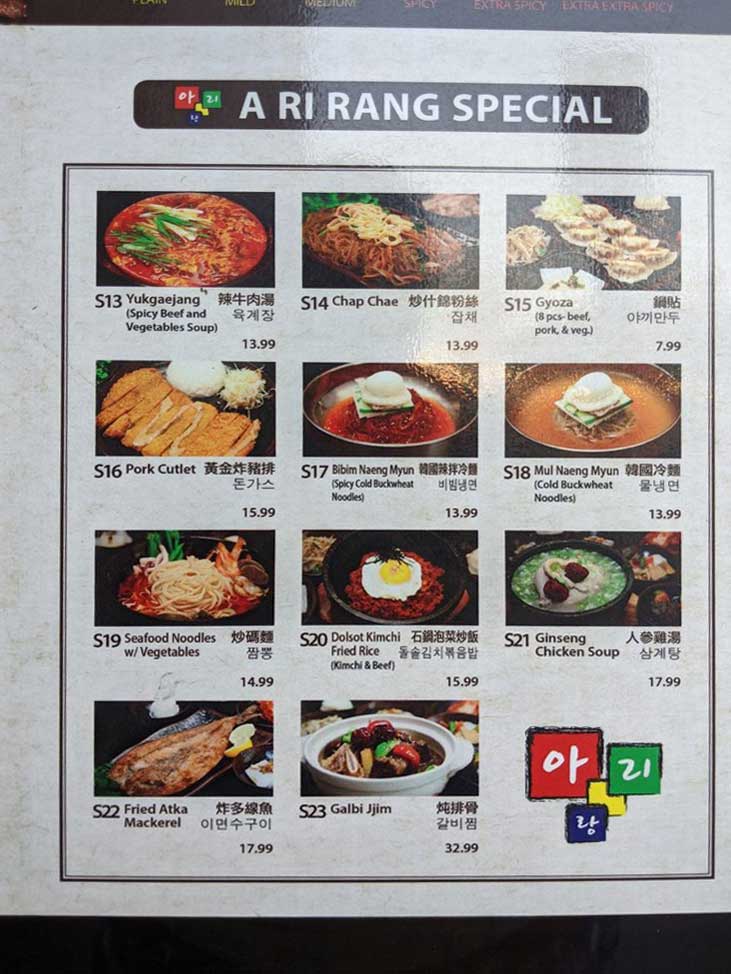 PLAIN MILD MEDIUM SPICY EXTRA SPICY EXTRA EXTRA SPICY
아리랑 A RI RANG SPECIAL
S13 Yukgaejang 辣牛肉湯
(Spicy Beef and 육계장
Vegetables Soup)
13.99
S14 Chap Chae 炒什錦粉絲
잡채
13.99
S15 Gyoza 鍋貼
(8 pcs- beef, 야끼만두
pork, & veg.)
7.99
S16 Pork Cutlet 黃金炸豬排
돈가스
15.99
S17 Bibim Naeng Myun 韓國辣拌冷麵
(Spicy Cold Buckwheat 비빔냉면
Noodles)
13.99
S18 Mul Naeng Myun 韓國冷麵
(Cold Buckwheat 물냉면
Noodles)
13.99
S19 Seafood Noodles 炒碼麵
w/ Vegetables 짬뽕
14.99
S20 Dolsot Kimchi 石鍋泡菜炒飯
Fried Rice 돌솥김치볶음밥
(Kimchi & Beef)
15.99
S21 Ginseng 人參雞湯
Chicken Soup 삼계탕
17.99
S22 Fried Atka 炸多線魚
Mackerel 이면수구이
17.99
S23 Galbi Jjim 炖排骨
갈비찜
32.99
아리
랑